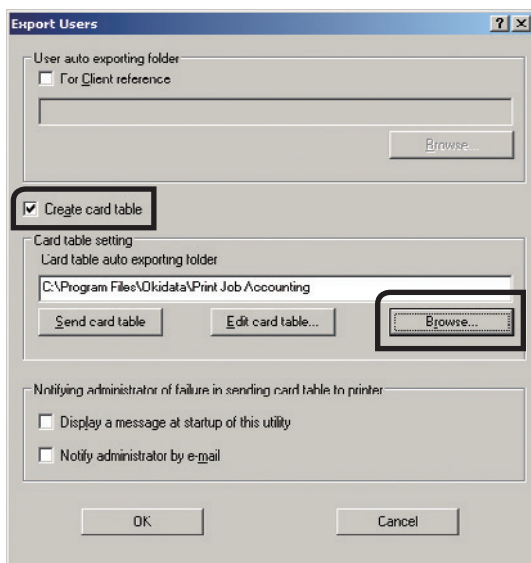 Export Users
User auto exporting folder
For Client reference
Browse...
Create card table
Card table setting
Card table auto exporting folder
C:\Program Files\Okidata\Print Job Accounting
Send card table Edit card table... Browse...
Notifying administrator of failure in sending card table to printer
Display a message at startup of this utility
Notify administrator by e-mail
OK Cancel